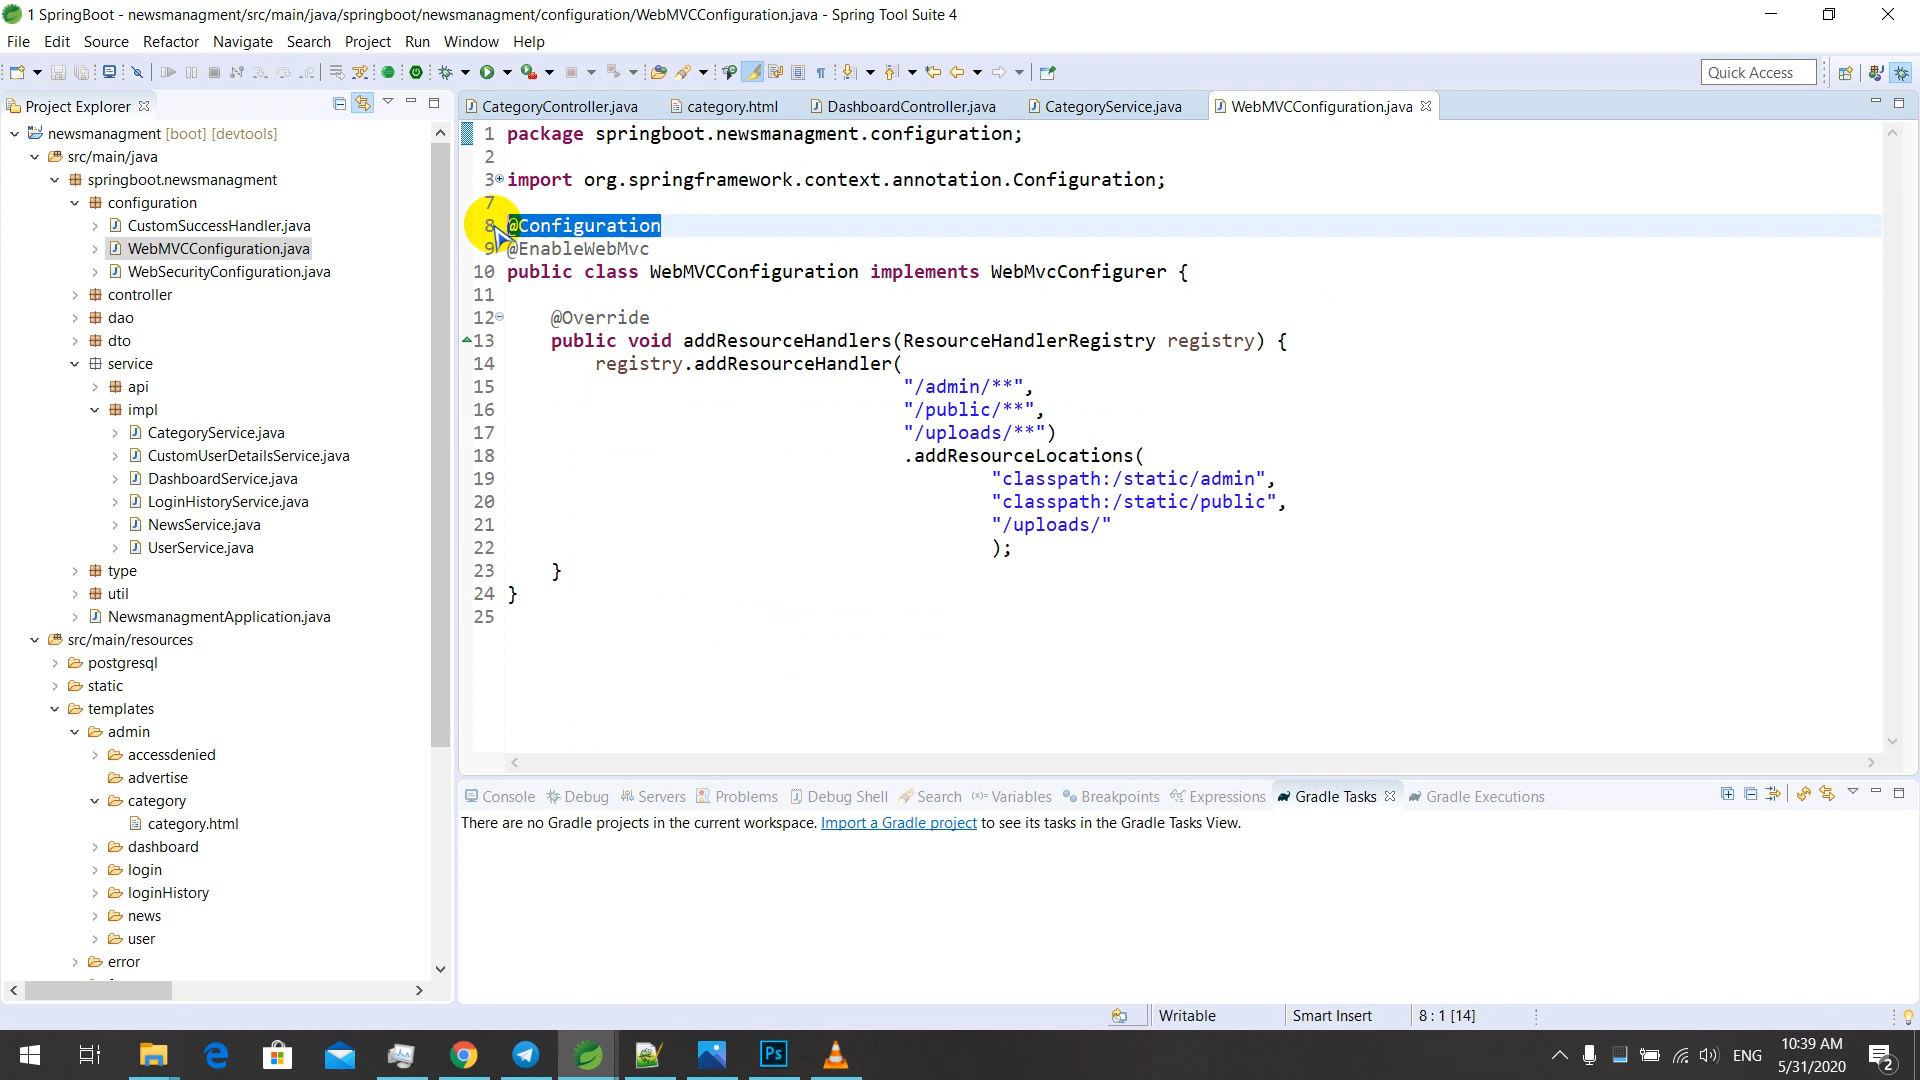 1 SpringBoot - newsmanagment/src/main/java/springboot/newsmanagment/configuration/WebMVCConfiguration.java - Spring Tool Suite 4
File Edit Source Refactor Navigate Search Project Run Window Help
Quick Access
Project Explorer
newsmanagment [boot] [devtools]
src/main/java
springboot.newsmanagment
configuration
CustomSuccessHandler.java
WebMVCConfiguration.java
WebSecurityConfiguration.java
controller
dao
dto
service
api
impl
CategoryService.java
CustomUserDetailsService.java
DashboardService.java
LoginHistoryService.java
NewsService.java
UserService.java
type
util
NewsmanagmentApplication.java
src/main/resources
postgresql
static
templates
admin
accessdenied
advertise
category
category.html
dashboard
login
loginHistory
news
user
error
CategoryController.java category.html DashboardController.java CategoryService.java WebMVCConfiguration.java
1 package springboot.newsmanagment.configuration;
2
3 import org.springframework.context.annotation.Configuration;
7
8 @Configuration
9 @EnableWebMvc
10 public class WebMVCConfiguration implements WebMvcConfigurer {
11
12 @Override
13 public void addResourceHandlers(ResourceHandlerRegistry registry) {
14 registry.addResourceHandler(
15 "/admin/**",
16 "/public/**",
17 "/uploads/**")
18 .addResourceLocations(
19 "classpath:/static/admin",
20 "classpath:/static/public",
21 "/uploads/"
22 );
23 }
24 }
25
Console Debug Servers Problems Debug Shell Search (x)= Variables Breakpoints Expressions Gradle Tasks Gradle Executions
There are no Gradle projects in the current workspace. Import a Gradle project to see its tasks in the Gradle Tasks View.
Writable Smart Insert 8 : 1 [14]
Ps
ENG
10:39 AM
5/31/2020
2